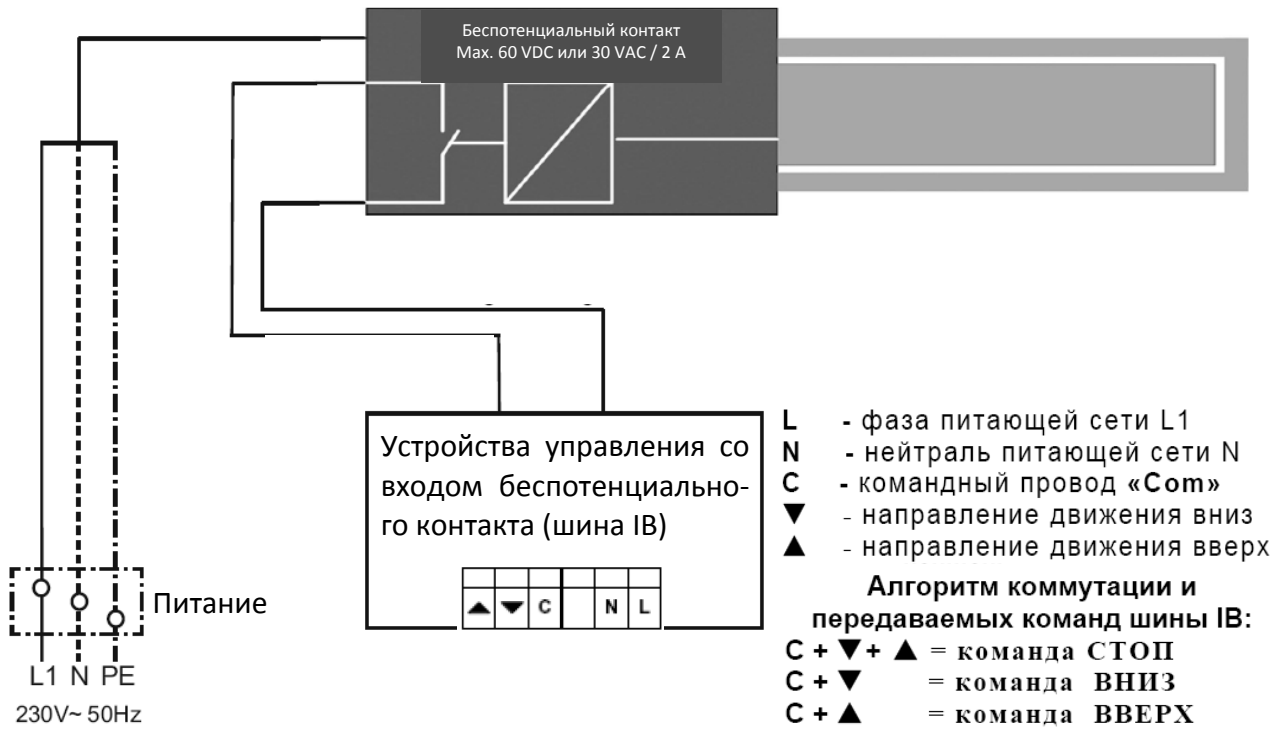 Беспотенциальный контакт
Max. 60 VDC или 30 VAC / 2 A
Устройства управления со
входом беспотенциально-
го контакта (шина IB)
▲ ▼ C N L
Питание
L1 N PE
230V~ 50Hz
L - фаза питающей сети L1
N - нейтраль питающей сети N
C - командный провод «Com»
▼ - направление движения вниз
▲ - направление движения вверх
Алгоритм коммутации и
передаваемых команд шины IB:
C + ▼ + ▲ = команда СТОП
C + ▼ = команда ВНИЗ
C + ▲ = команда ВВЕРХ